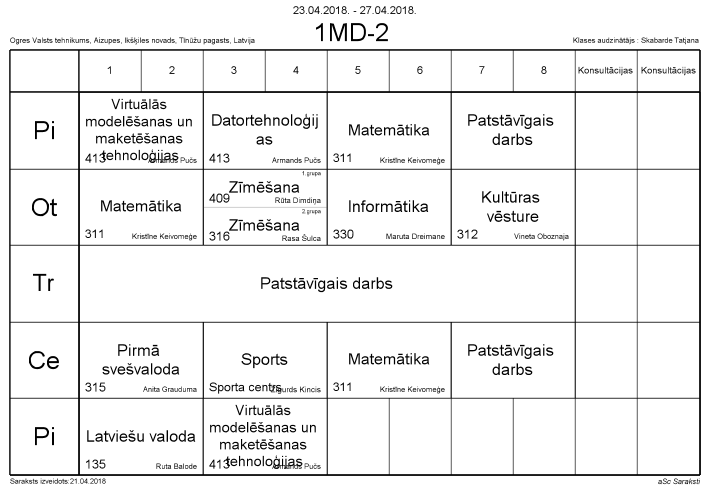 23.04.2018. - 27.04.2018.
Ogres Valsts tehnikums, Aizupes, Ikšķiles novads, Tīnūžu pagasts, Latvija
1MD-2
Klases audzinātājs : Skabarde Tatjana
1 2 3 4 5 6 7 8 Konsultācijas Konsultācijas
Pi
Virtuālās
modelēšanas un
maketēšanas
tehnoloģijas
413 Armands Pučs
Datortehnoloģij
as
413 Armands Pučs
Matemātika
311 Kristīne Keivomeģe
Patstāvīgais
darbs
Ot
Matemātika
311 Kristīne Keivomeģe
1.grupa
Zīmēšana
409 Rūta Dimdiņa
2.grupa
Zīmēšana
316 Rasa Šulca
Informātika
330 Maruta Dreimane
Kultūras
vēsture
312 Vineta Oboznaja
Tr
Patstāvīgais darbs
Ce
Pirmā
svešvaloda
315 Anita Grauduma
Sports
Sporta centrs Zigurds Kincis
Matemātika
311 Kristīne Keivomeģe
Patstāvīgais
darbs
Pi
Latviešu valoda
135 Ruta Balode
Virtuālās
modelēšanas un
maketēšanas
tehnoloģijas
413 Armands Pučs
Saraksts izveidots:21.04.2018
aSc Saraksti